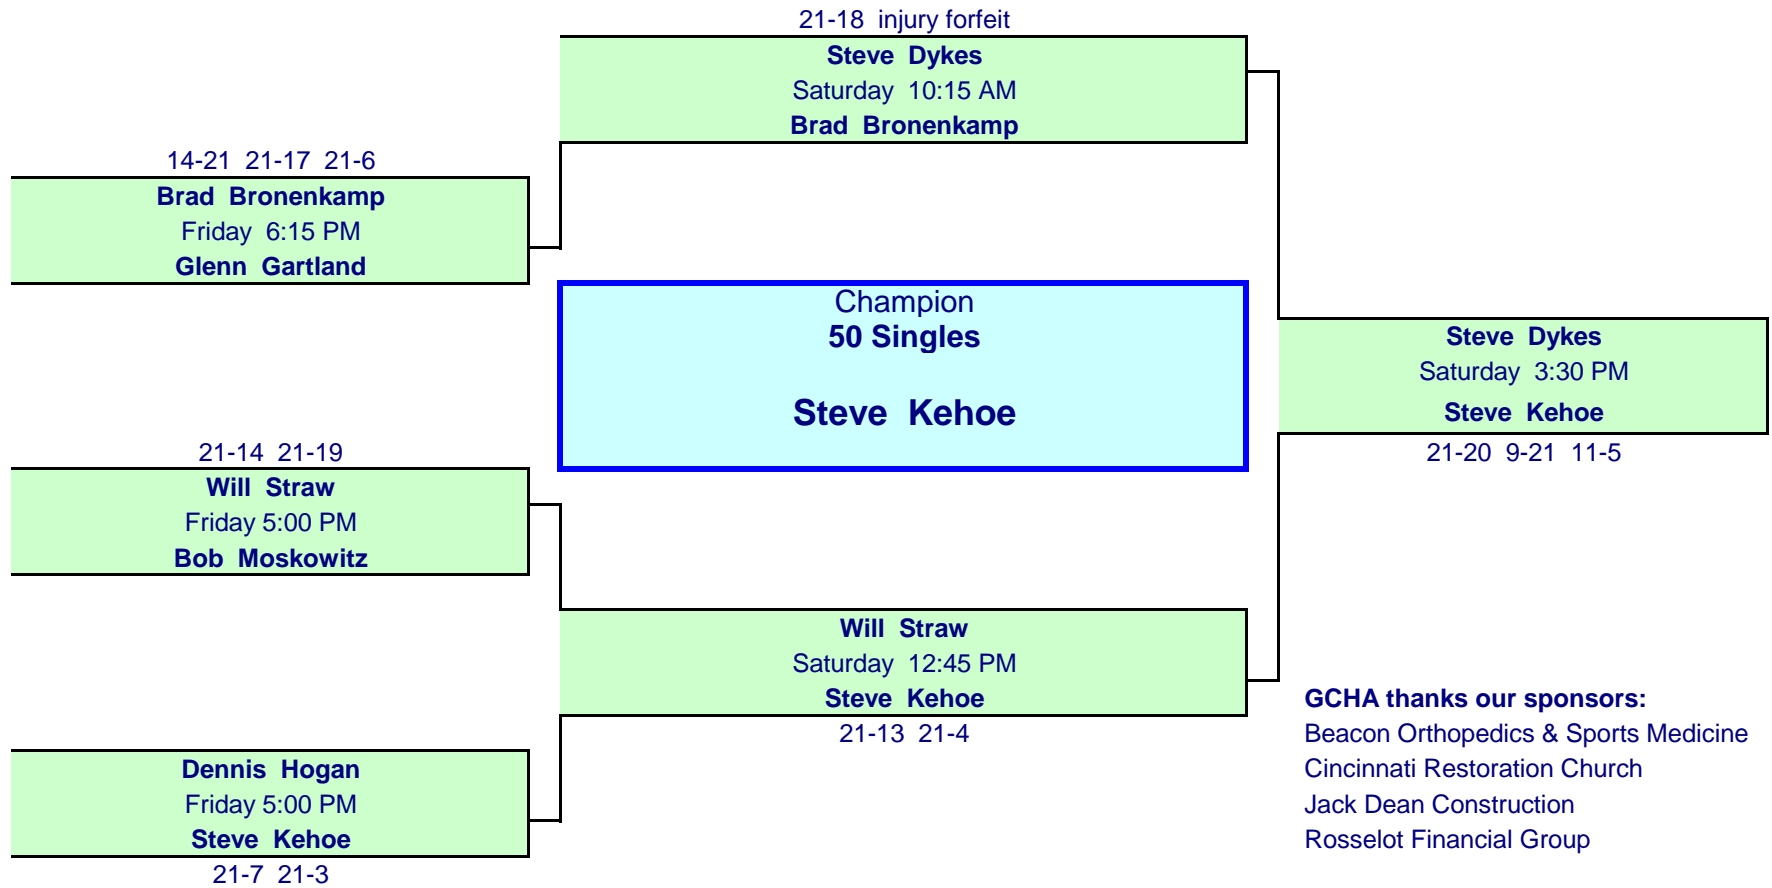 21-18 injury forfeit
Steve Dykes
Saturday 10:15 AM
Brad Bronenkamp
14-21 21-17 21-6
Brad Bronenkamp
Friday 6:15 PM
Glenn Gartland
Champion
50 Singles
Steve Kehoe
Steve Dykes
Saturday 3:30 PM
Steve Kehoe
21-20 9-21 11-5
21-14 21-19
Will Straw
Friday 5:00 PM
Bob Moskowitz
Will Straw
Saturday 12:45 PM
Steve Kehoe
21-13 21-4
Dennis Hogan
Friday 5:00 PM
Steve Kehoe
21-7 21-3
GCHA thanks our sponsors:
Beacon Orthopedics & Sports Medicine
Cincinnati Restoration Church
Jack Dean Construction
Rosselot Financial Group